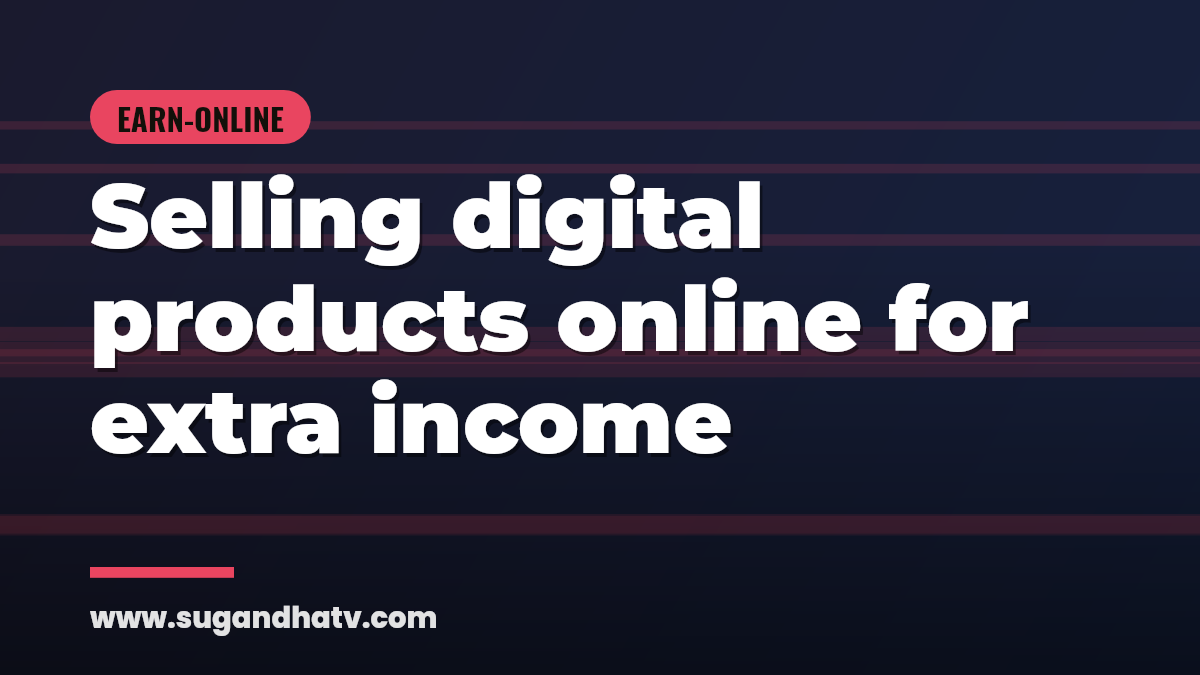 EARN-ONLINE
Selling digital
products online for
extra income
www.sugandhatv.com